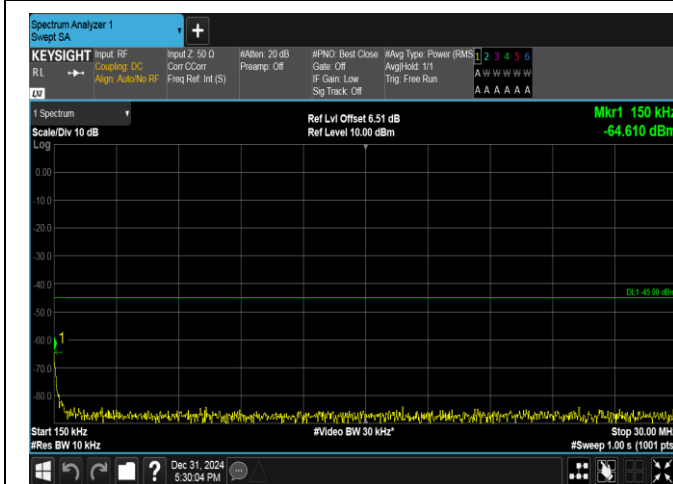 Spectrum Analyzer 1
Swept SA
+
KEYSIGHT Input: RF Input Z: 50 Ω #Atten: 20 dB #PNO: Best Close #Avg Type: Power (RMS 1 2 3 4 5 6
RL Coupling: DC Corr CCorr Preamp: Off Gate: Off Avg|Hold: 1/1 A W W W W W
Align: Auto/No RF Freq Ref: Int (S) IF Gain: Low Trig: Free Run
Sig Track: Off A A A A A A
LXI
1 Spectrum Ref Lvl Offset 6.51 dB Mkr1 150 kHz
Scale/Div 10 dB Ref Level 10.00 dBm -64.610 dBm
Log
0.00
-10.0
-20.0
-30.0
-40.0
DL1 -45.00 dBm
-50.0
-60.0
1
-70.0
-80.0
Start 150 kHz #Video BW 30 kHz* Stop 30.00 MHz
#Res BW 10 kHz #Sweep 1.00 s (1001 pts
? Dec 31, 2024
5:30:04 PM